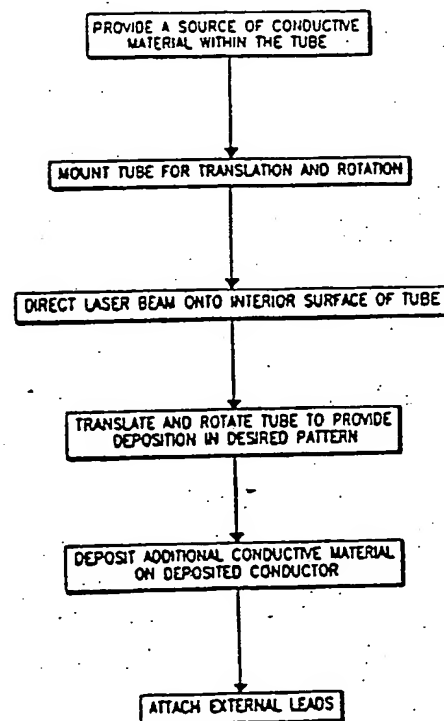 PROVIDE A SOURCE OF CONDUCTIVE
MATERIAL WITHIN THE TUBE
MOUNT TUBE FOR TRANSLATION AND ROTATION
DIRECT LASER BEAM ONTO INTERIOR SURFACE OF TUBE
TRANSLATE AND ROTATE TUBE TO PROVIDE
DEPOSITION IN DESIRED PATTERN
DEPOSIT ADDITIONAL CONDUCTIVE MATERIAL
ON DEPOSITED CONDUCTOR
ATTACH EXTERNAL LEADS